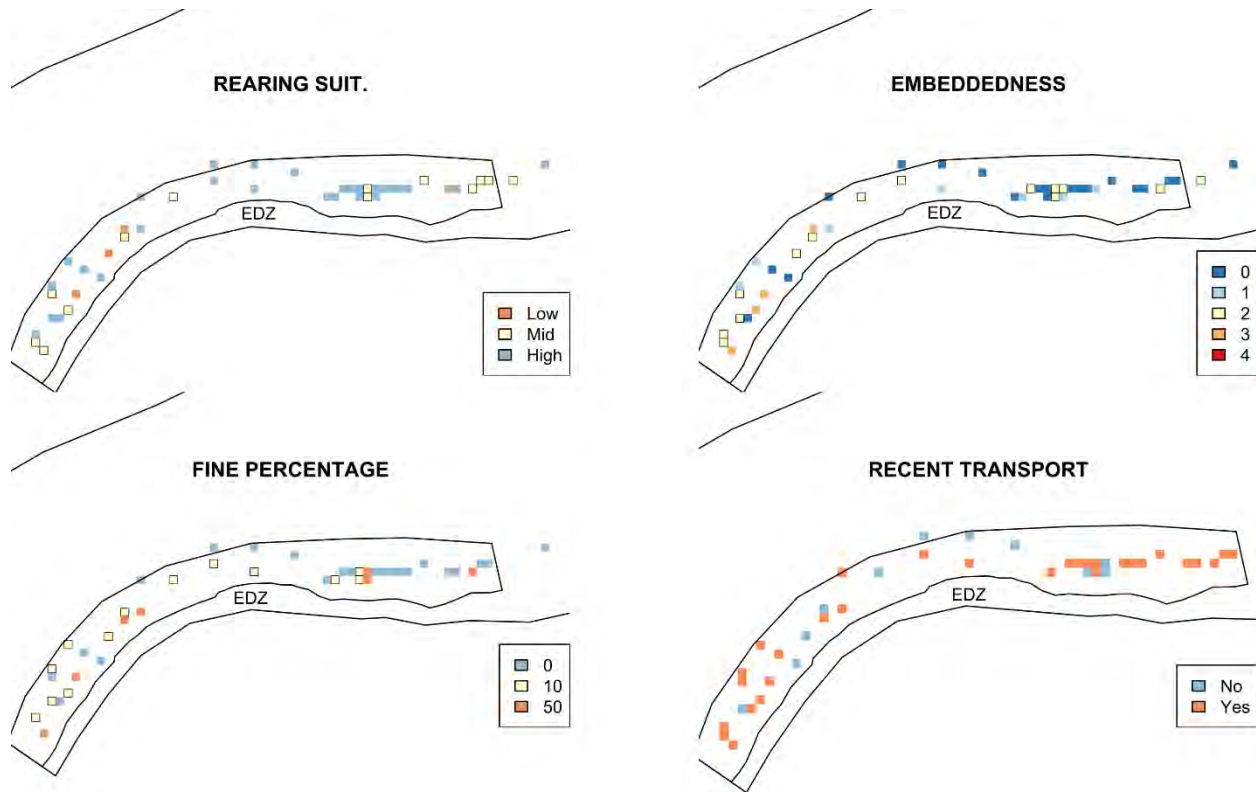 REARING SUIT.
EDZ
Low
Mid
High
EMBEDDEDNESS
EDZ
0
1
2
3
4
FINE PERCENTAGE
EDZ
0
10
50
RECENT TRANSPORT
EDZ
No
Yes